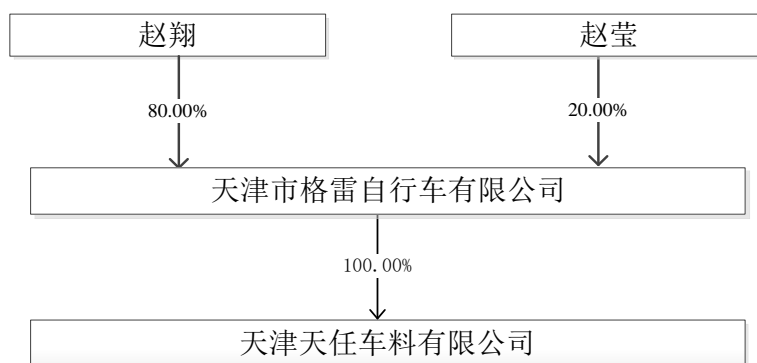 赵翔
赵莹
80.00%
20.00%
天津市格雷自行车有限公司
100.00%
天津天任车料有限公司